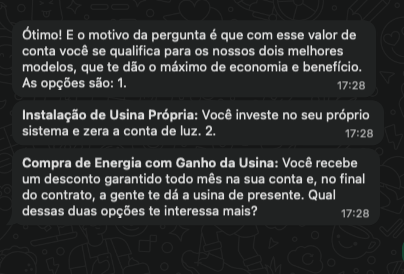 Ótimo! E o motivo da pergunta é que com esse valor de
conta você se qualifica para os nossos dois melhores
modelos, que te dão o máximo de economia e benefício.
As opções são: 1.
17:28
Instalação de Usina Própria: Você investe no seu próprio
sistema e zera a conta de luz. 2.
17:28
Compra de Energia com Ganho da Usina: Você recebe
um desconto garantido todo mês na sua conta e, no final
do contrato, a gente te dá a usina de presente. Qual
dessas duas opções te interessa mais?
17:28